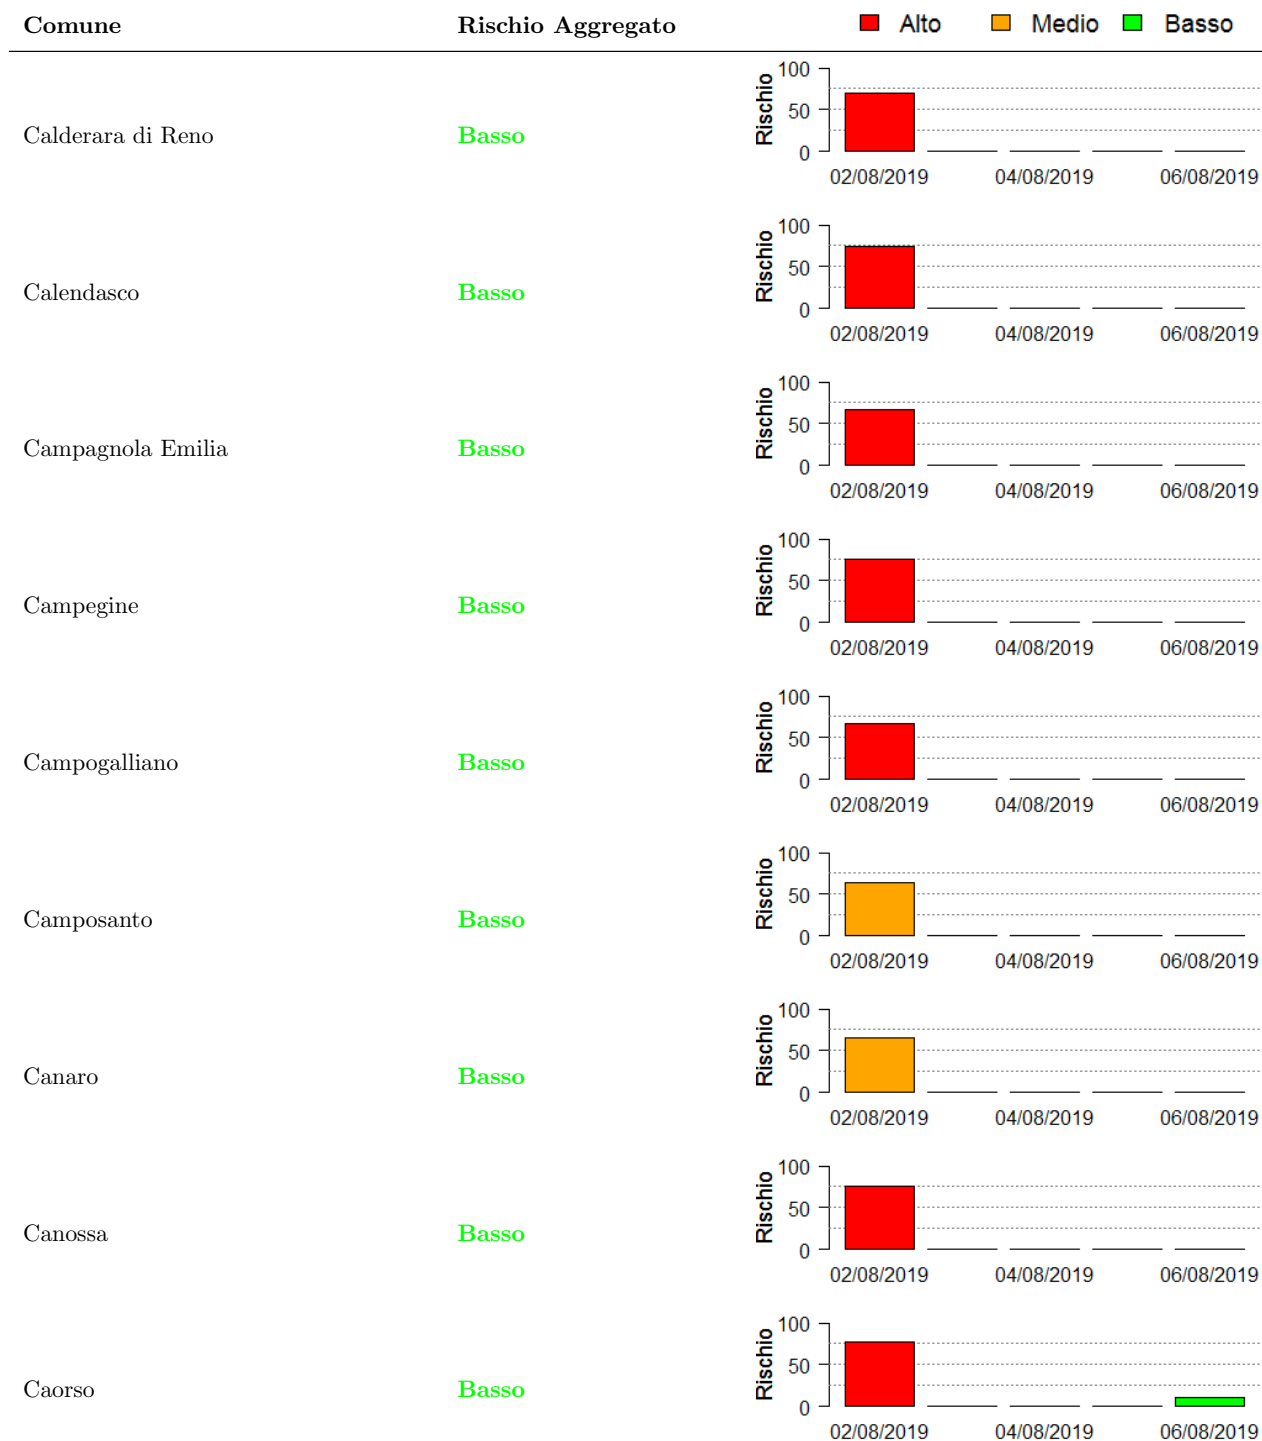 Comune Rischio Aggregato Alto Medio Basso
Calderara di Reno Basso
Rischio
100
50
0
02/08/2019 04/08/2019 06/08/2019
Calendasco Basso
Rischio
100
50
0
02/08/2019 04/08/2019 06/08/2019
Campagnola Emilia Basso
Rischio
100
50
0
02/08/2019 04/08/2019 06/08/2019
Campegine Basso
Rischio
100
50
0
02/08/2019 04/08/2019 06/08/2019
Campogalliano Basso
Rischio
100
50
0
02/08/2019 04/08/2019 06/08/2019
Camposanto Basso
Rischio
100
50
0
02/08/2019 04/08/2019 06/08/2019
Canaro Basso
Rischio
100
50
0
02/08/2019 04/08/2019 06/08/2019
Canossa Basso
Rischio
100
50
0
02/08/2019 04/08/2019 06/08/2019
Caorso Basso
Rischio
100
50
0
02/08/2019 04/08/2019 06/08/2019